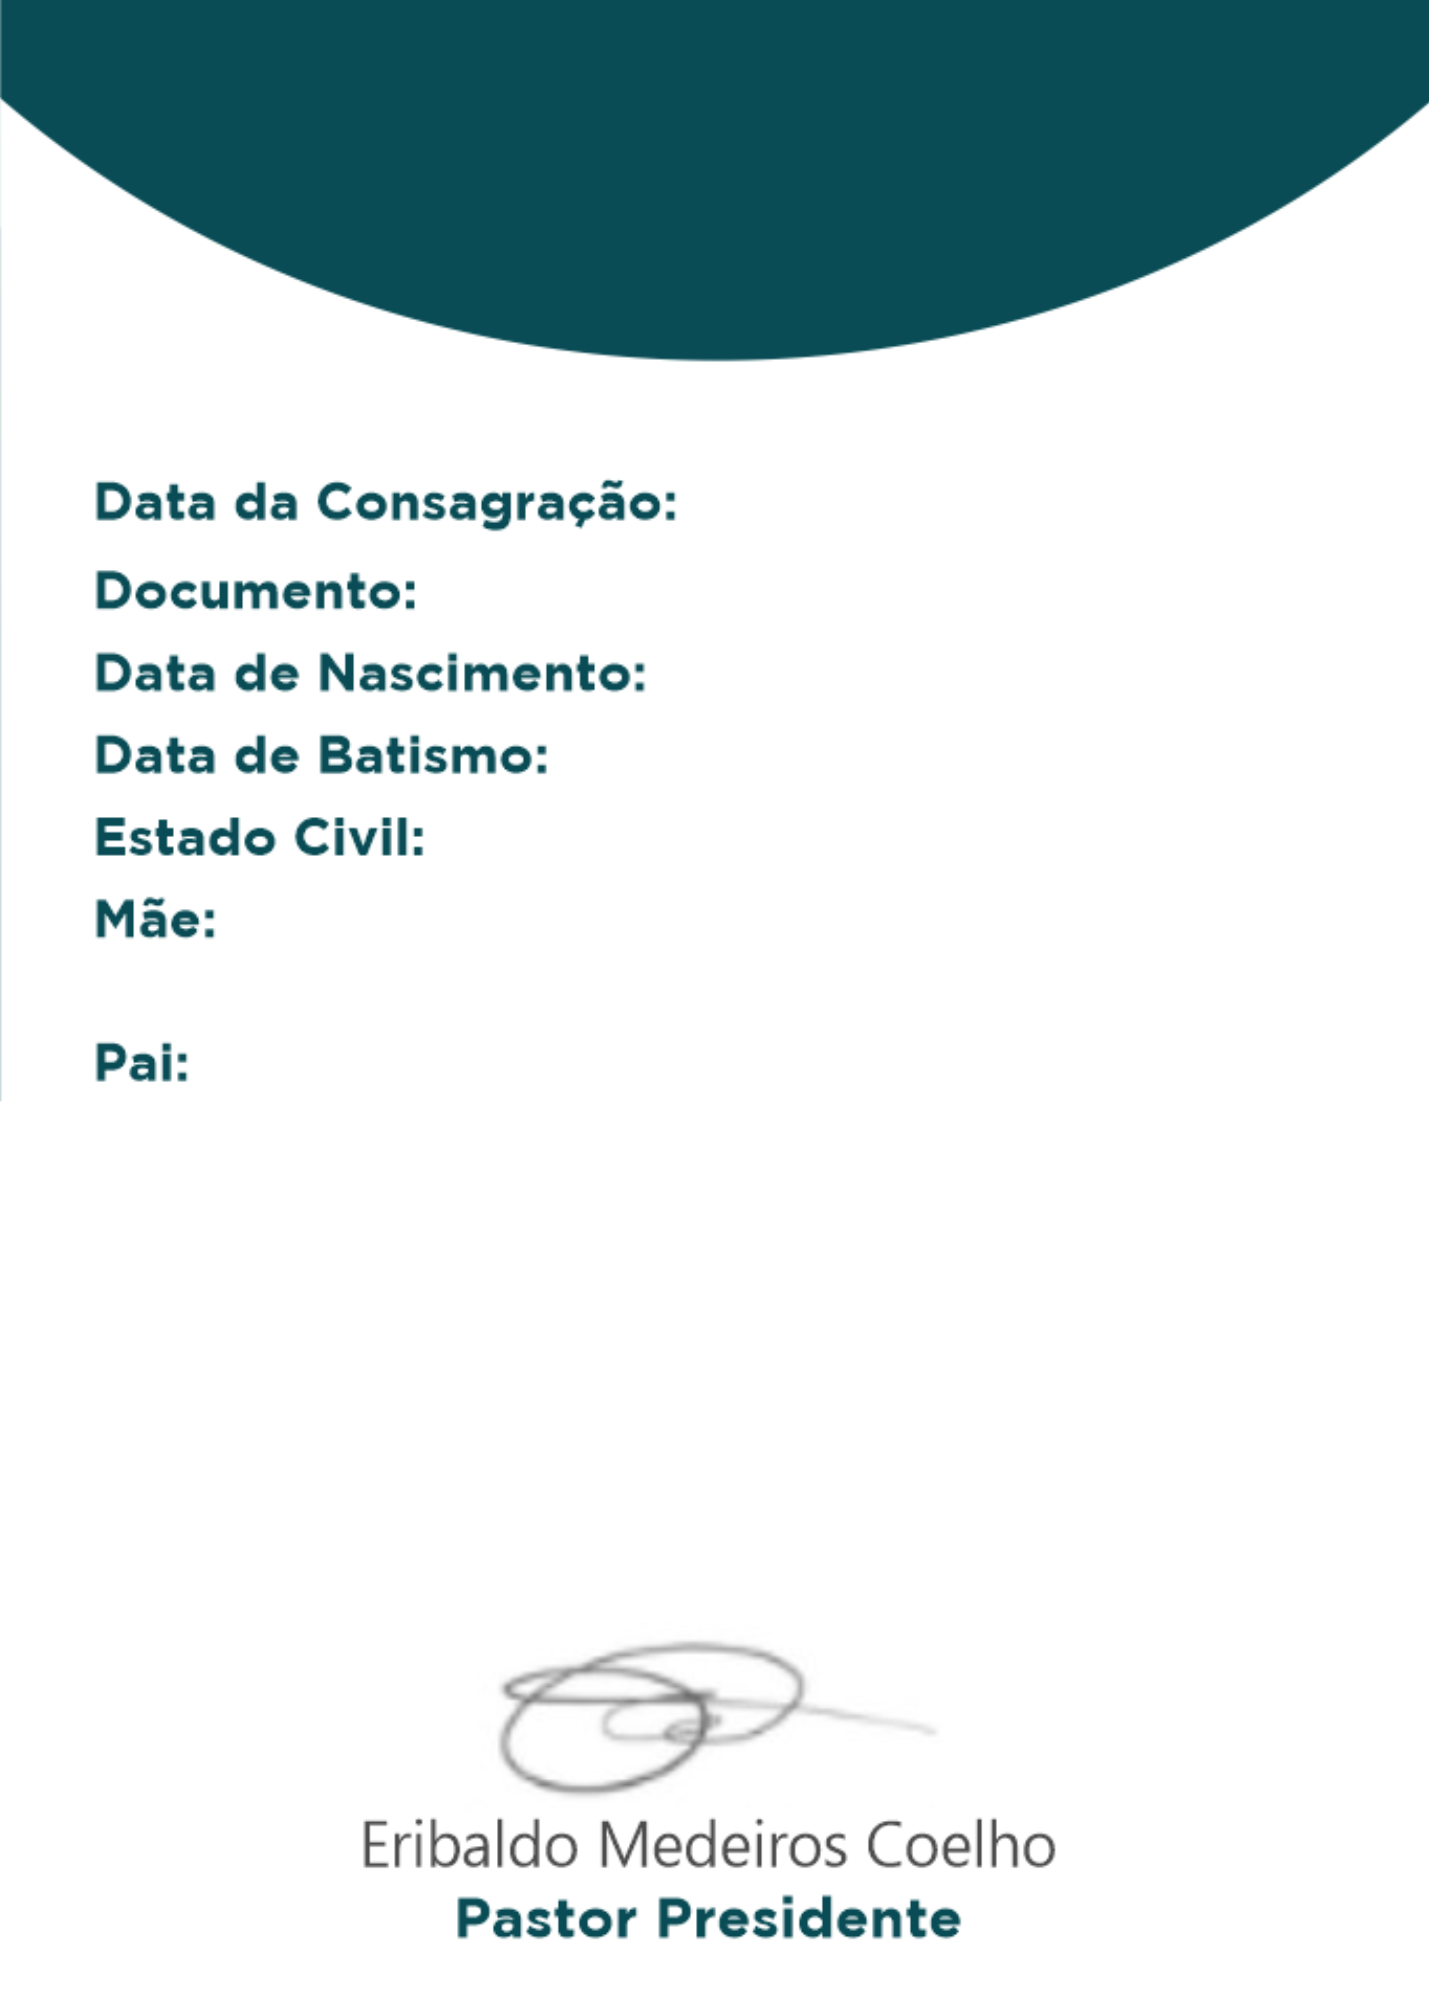 Data da Consagração:
Documento:
Data de Nascimento:
Data de Batismo:
Estado Civil:
Mãe:
Pai:
Eribaldo Medeiros Coelho
Pastor Presidente